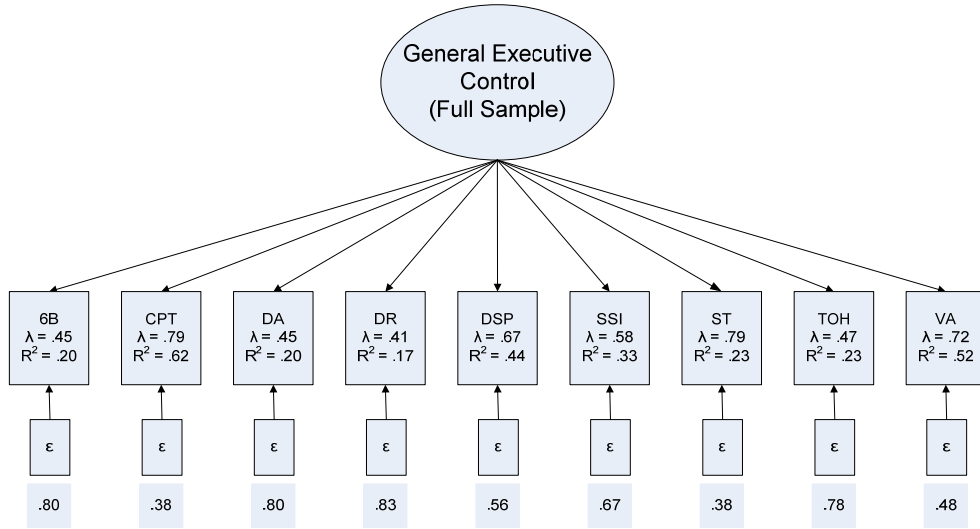 General Executive
Control
(Full Sample)
6B
λ = .45
R² = .20
CPT
λ = .79
R² = .62
DA
λ = .45
R² = .20
DR
λ = .41
R² = .17
DSP
λ = .67
R² = .44
SSI
λ = .58
R² = .33
ST
λ = .79
R² = .23
TOH
λ = .47
R² = .23
VA
λ = .72
R² = .52
ε
ε
ε
ε
ε
ε
ε
ε
ε
.80
.38
.80
.83
.56
.67
.38
.78
.48